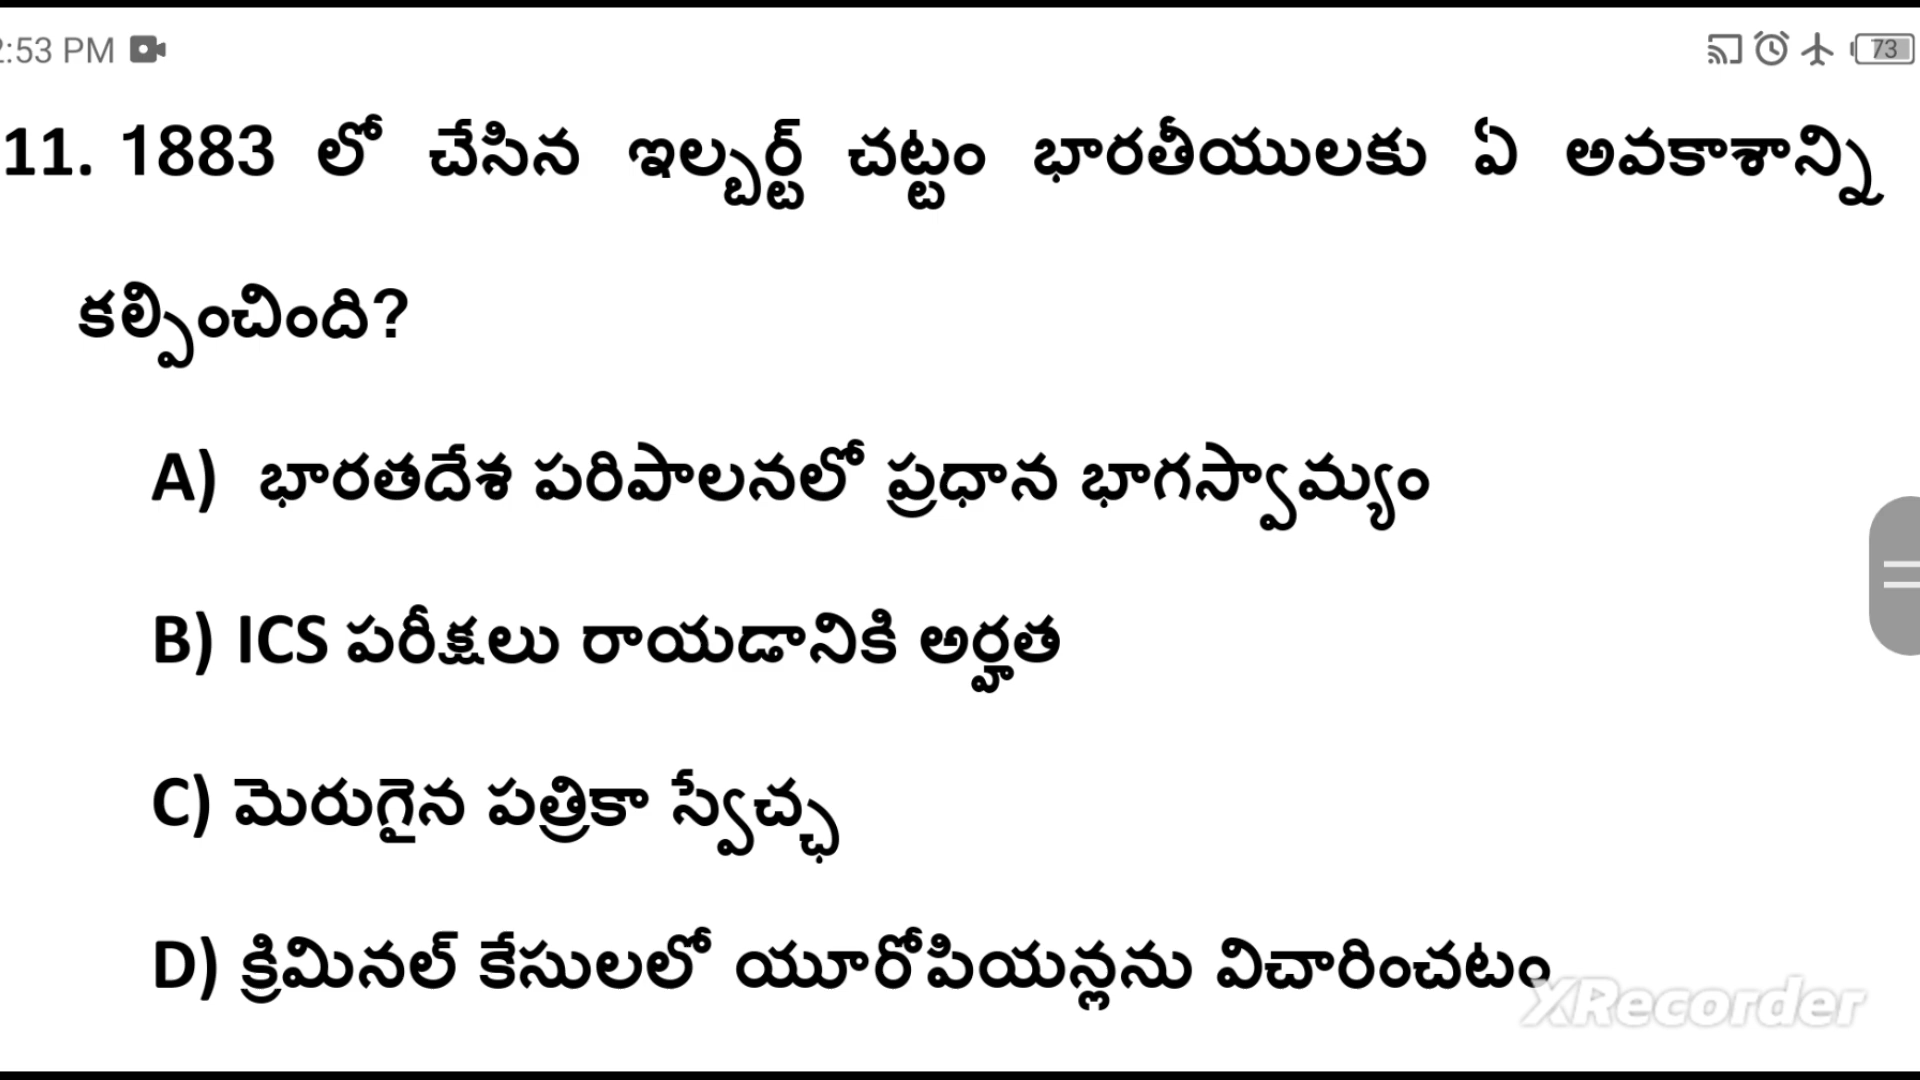 :53 PM
73
11. 1883 లో చేసిన ఇల్బర్ట్ చట్టం భారతీయులకు ఏ అవకాశాన్ని
కల్పించింది?
A) భారతదేశ పరిపాలనలో ప్రధాన భాగస్వామ్యం
B) ICS పరీక్షలు రాయడానికి అర్హత
C) మెరుగైన పత్రికా స్వేచ్ఛ
D) క్రిమినల్ కేసులలో యూరోపియన్లను విచారించటం
XRecorder